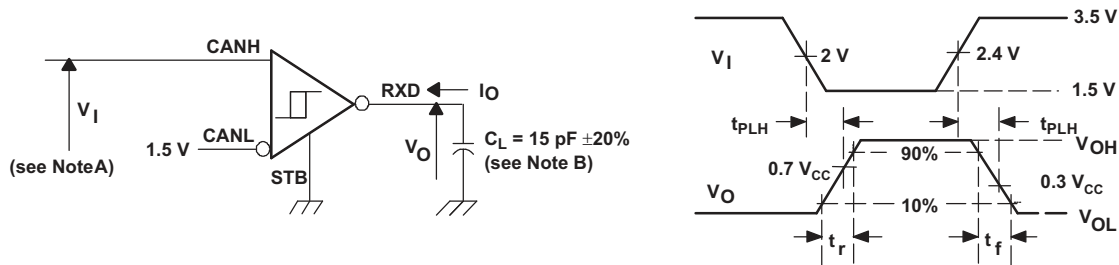 CANH
RXD
I_O
V_I
(see NoteA)
CANL
1.5 V
STB
V_O
C_L = 15 pF ±20%
(see Note B)
3.5 V
V_I
2 V
2.4 V
1.5 V
t_PLH
t_PLH
V_OH
90%
0.7 V_CC
0.3 V_CC
V_O
10%
V_OL
t_r
t_f